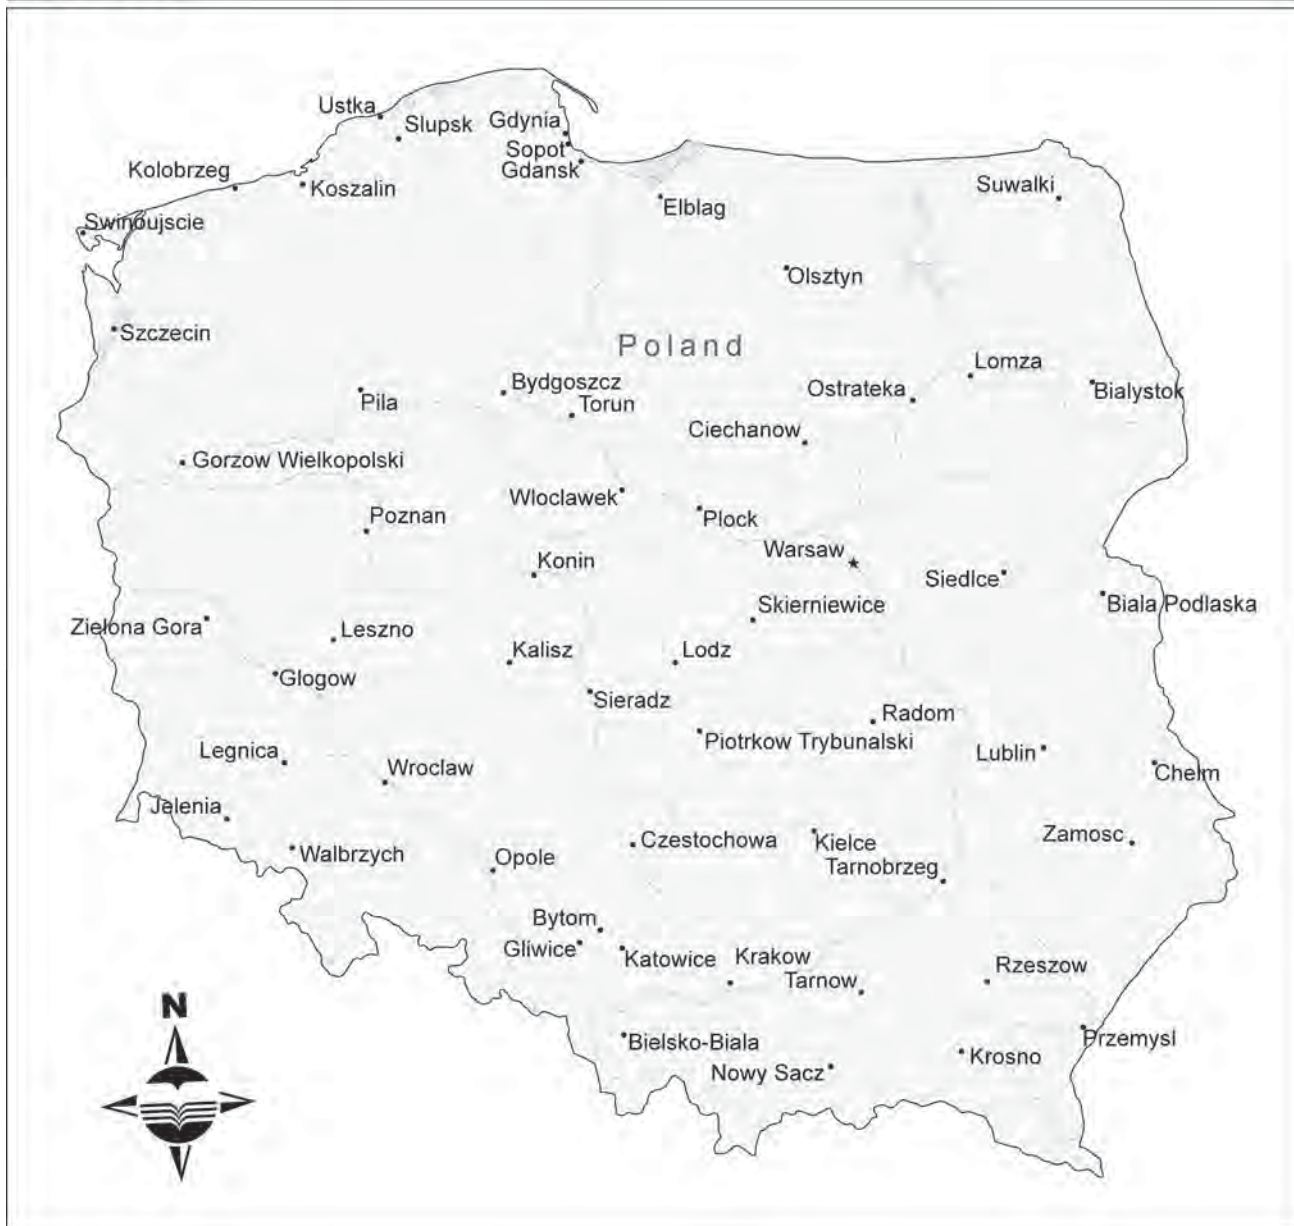 Ustka
Slupsk
Gdynia
Sopot
Gdansk
Kolobrzeg
Koszalin
Suwalki
Elblag
Swinoujscie
Olsztyn
Szczecin
Poland
Lomza
Bydgoszcz
Ostrateka
Bialystok
Pila
Torun
Ciechanow
Gorzow Wielkopolski
Wloclawek
Poznan
Plock
Warsaw
Konin
Siedlce
Skierniewice
Biala Podlaska
Zielona Gora
Leszno
Kalisz
Lodz
Glogow
Sieradz
Radom
Piotrkow Trybunalski
Legnica
Lublin
Wroclaw
Chelm
Jelenia
Zamosc
Czestochowa
Kielce
Walbrzych
Opole
Tarnobrzeg
Bytom
Gliwice
Katowice
Krakow
Rzeszow
Tarnow
N
Przemysl
Bielsko-Biala
Krosno
Nowy Sacz